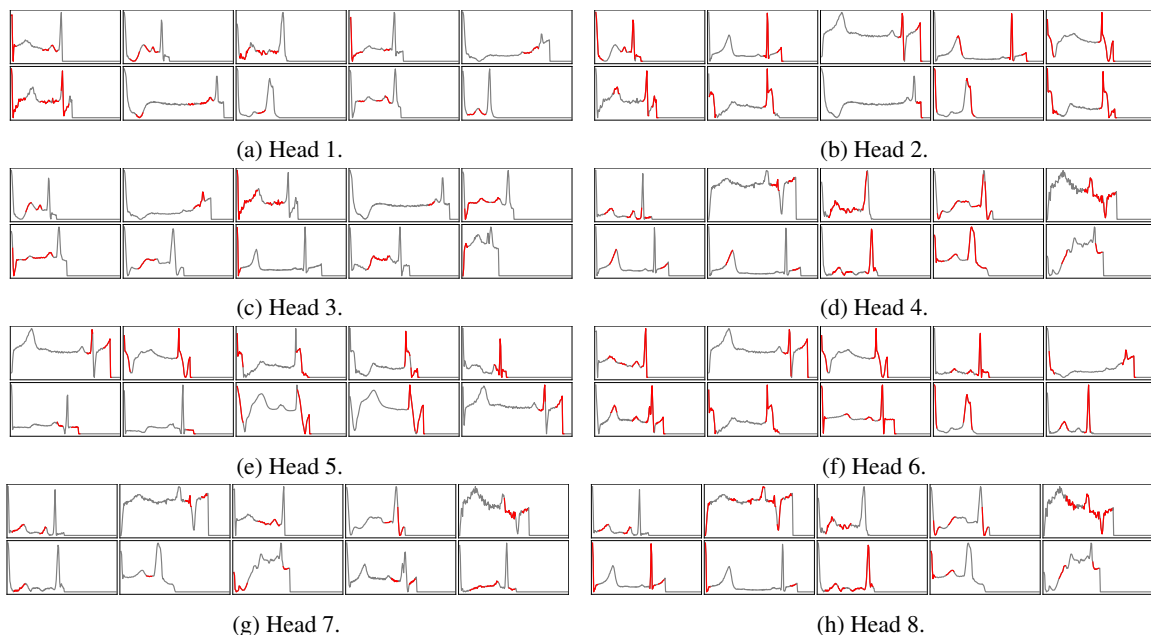 (a) Head 1.
(b) Head 2.
(c) Head 3.
(d) Head 4.
(e) Head 5.
(f) Head 6.
(g) Head 7.
(h) Head 8.